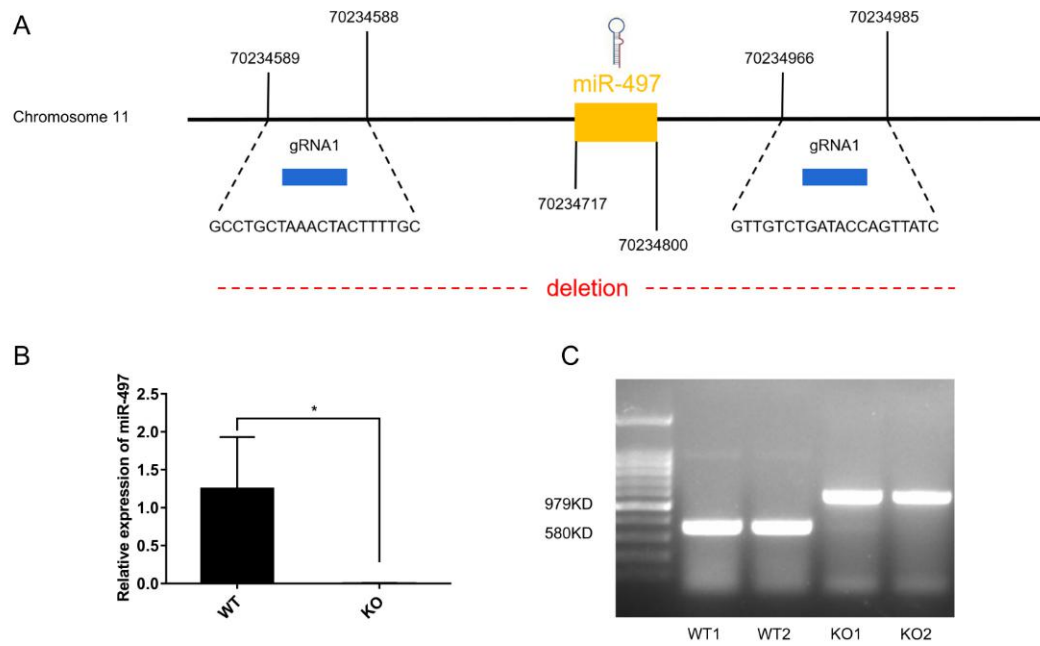 A
70234588
70234985
70234589
70234966
miR-497
Chromosome 11
gRNA1
gRNA1
70234717
GCCTGCTAAACTACTTTTGC
GTTGTCTGATACCAGTTATC
70234800
deletion
B
C
Relative expression of miR-497
2.5
2.0
1.5
1.0
0.5
0.0
*
WT
KO
979KD
580KD
WT1
WT2
KO1
KO2